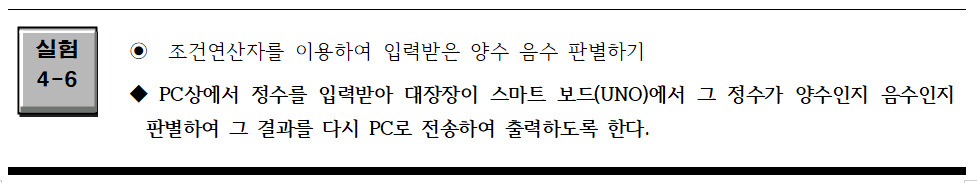 실험
4-6
◉ 조건연산자를 이용하여 입력받은 양수 음수 판별하기
◆ PC상에서 정수를 입력받아 대장장이 스마트 보드(UNO)에서 그 정수가 양수인지 음수인지
판별하여 그 결과를 다시 PC로 전송하여 출력하도록 한다.